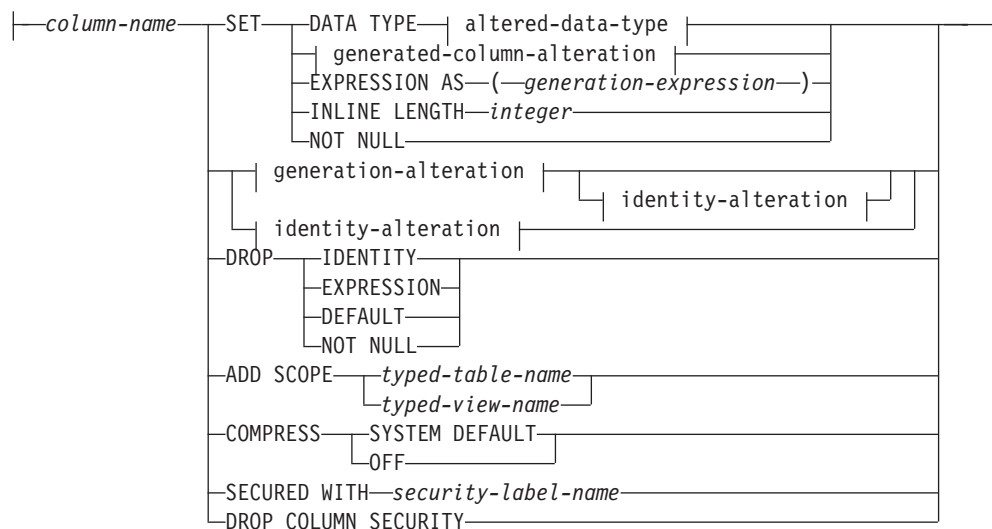 column-name SET DATA TYPE altered-data-type
generated-column-alteration
EXPRESSION AS ( generation-expression )
INLINE LENGTH integer
NOT NULL
generation-alteration
identity-alteration
identity-alteration
DROP IDENTITY
EXPRESSION
DEFAULT
NOT NULL
ADD SCOPE typed-table-name
typed-view-name
COMPRESS SYSTEM DEFAULT
OFF
SECURED WITH security-label-name
DROP COLUMN SECURITY